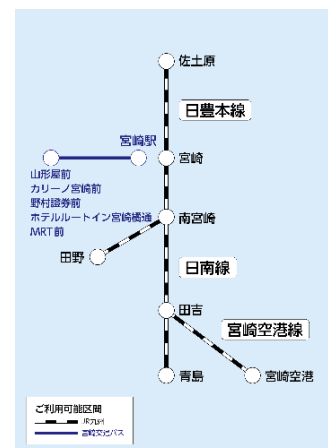 佐土原
日豊本線
宮崎駅
宮崎
山形屋前
カリーノ宮崎前
野村證券前
ホテルルートイン宮崎橘通
MRT前
南宮崎
田野
日南線
田吉
宮崎空港線
青島
宮崎空港
ご利用可能区間
JR九州
宮崎交通バス